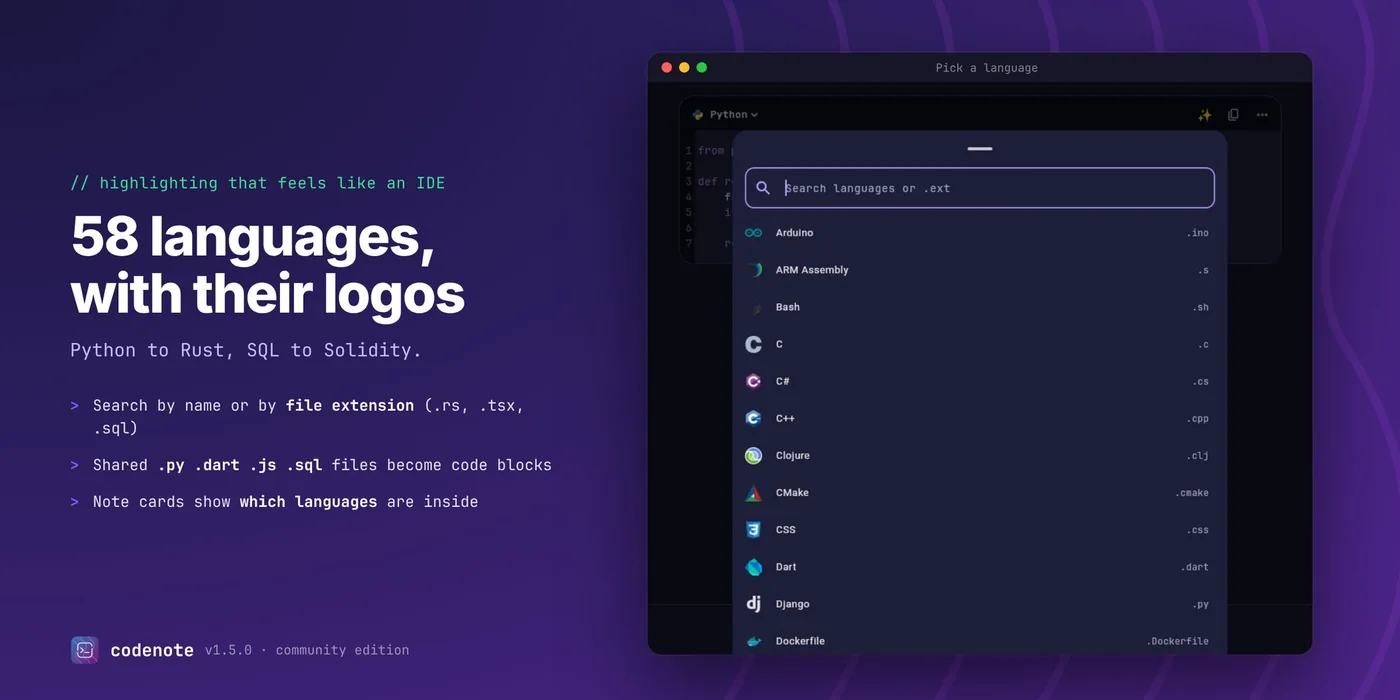 // highlighting that feels like an IDE
58 languages,
with their logos
Python to Rust, SQL to Solidity.
> Search by name or by file extension (.rs, .tsx,
.sql)
> Shared .py .dart .js .sql files become code blocks
> Note cards show which languages are inside
codenote v1.5.0 · community edition
Pick a language
Python
1 from
2
3 def
4 f
5 i
6
7
Search languages or .ext
Arduino .ino
ARM Assembly .s
Bash .sh
C .c
C# .cs
C++ .cpp
Clojure .clj
CMake .cmake
CSS .css
Dart .dart
Django .py
Dockerfile .Dockerfile